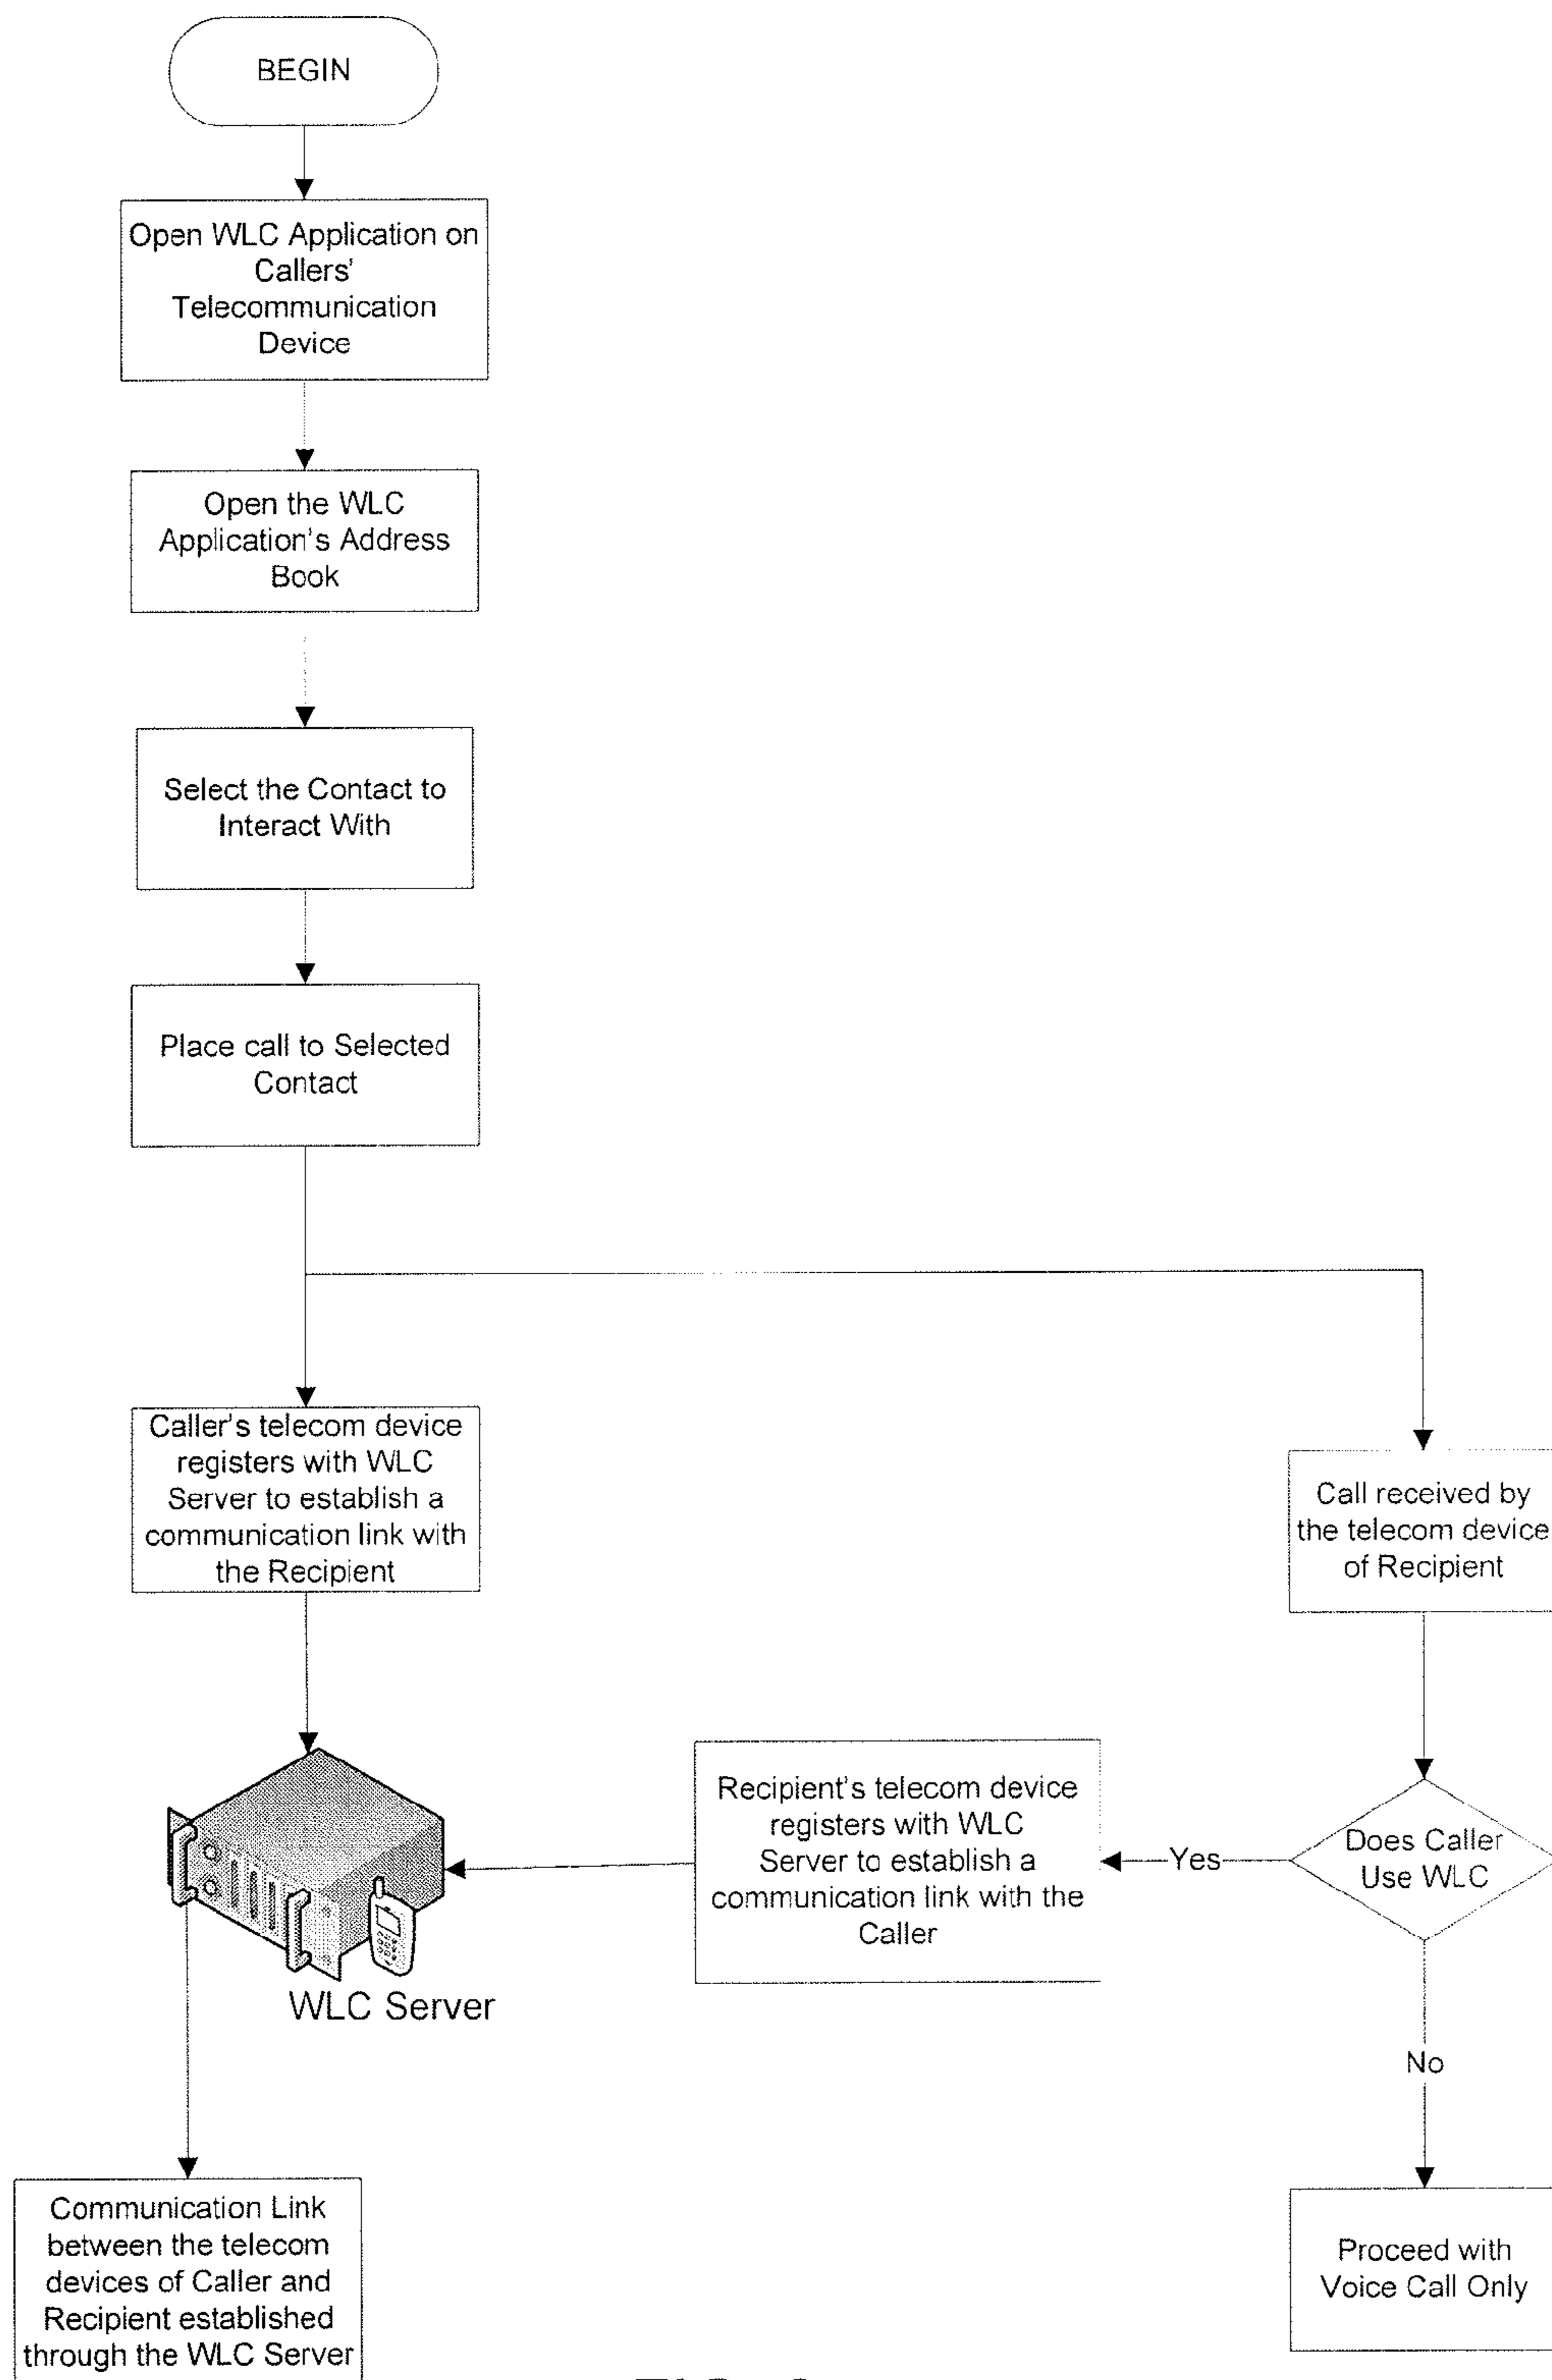 BEGIN
Open WLC Application on
Callers'
Telecommunication
Device
Open the WLC
Application's Address
Book
Select the Contact to
Interact With
Place call to Selected
Contact
Caller's telecom device
registers with WLC
Server to establish a
communication link with
the Recipient
Call received by
the telecom device
of Recipient
Recipient's telecom device
registers with WLC
Server to establish a
communication link with the
Caller
Yes
Does Caller
Use WLC
WLC Server
No
Communication Link
between the telecom
devices of Caller and
Recipient established
through the WLC Server
Proceed with
Voice Call Only